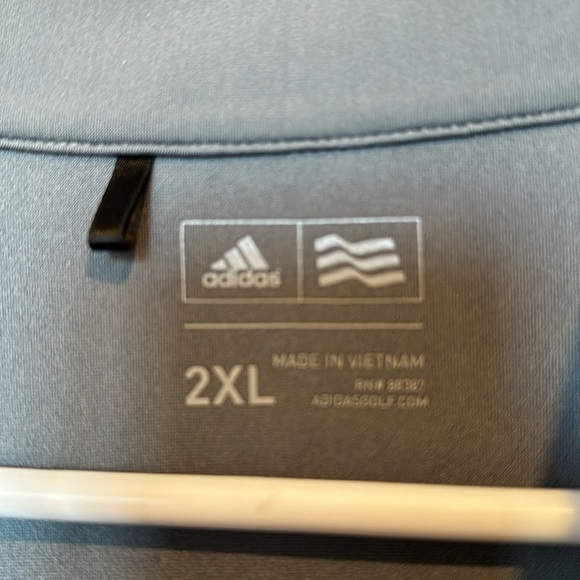 adidas
2XL
MADE IN VIETNAM
RN# 88387
ADIDASGOLF.COM